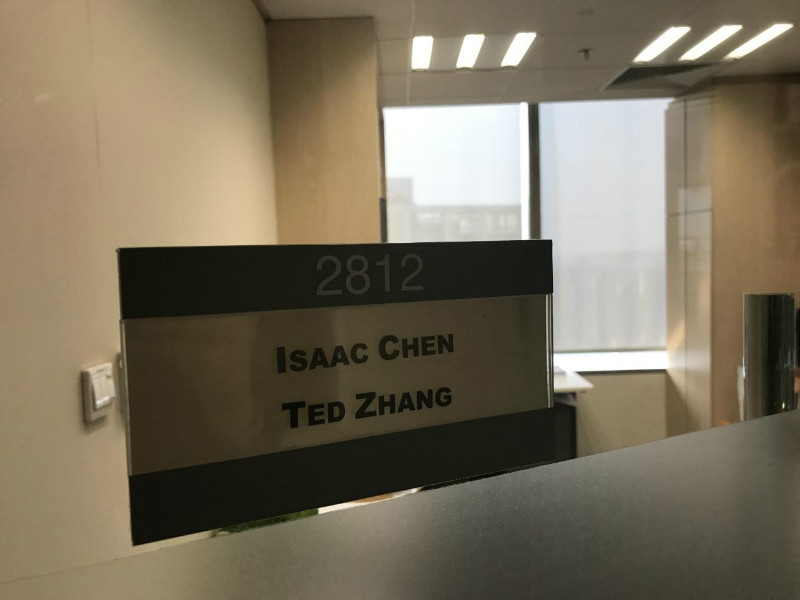 2812
ISAAC CHEN
TED ZHANG